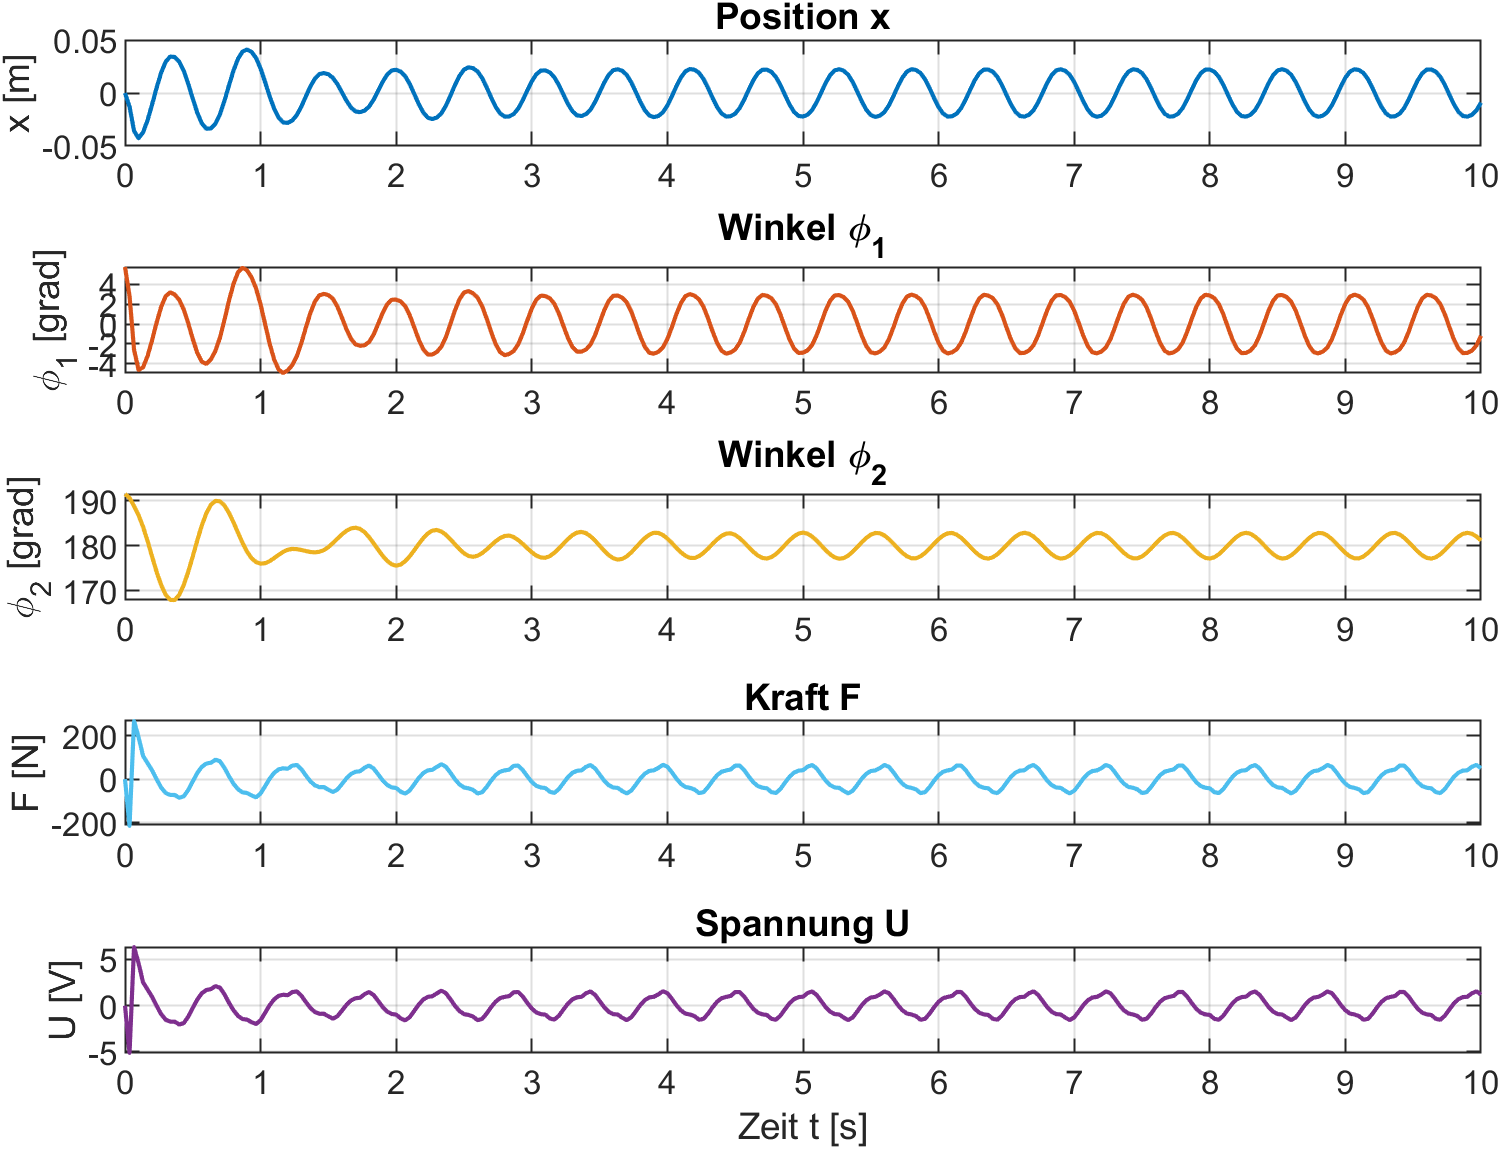 Position x
x [m]
0.05
0
-0.05
0 1 2 3 4 5 6 7 8 9 10
Winkel ϕ₁
ϕ₁ [grad]
4
2
0
-2
-4
0 1 2 3 4 5 6 7 8 9 10
Winkel ϕ₂
ϕ₂ [grad]
190
180
170
0 1 2 3 4 5 6 7 8 9 10
Kraft F
F [N]
200
0
-200
0 1 2 3 4 5 6 7 8 9 10
Spannung U
U [V]
5
0
-5
0 1 2 3 4 5 6 7 8 9 10
Zeit t [s]